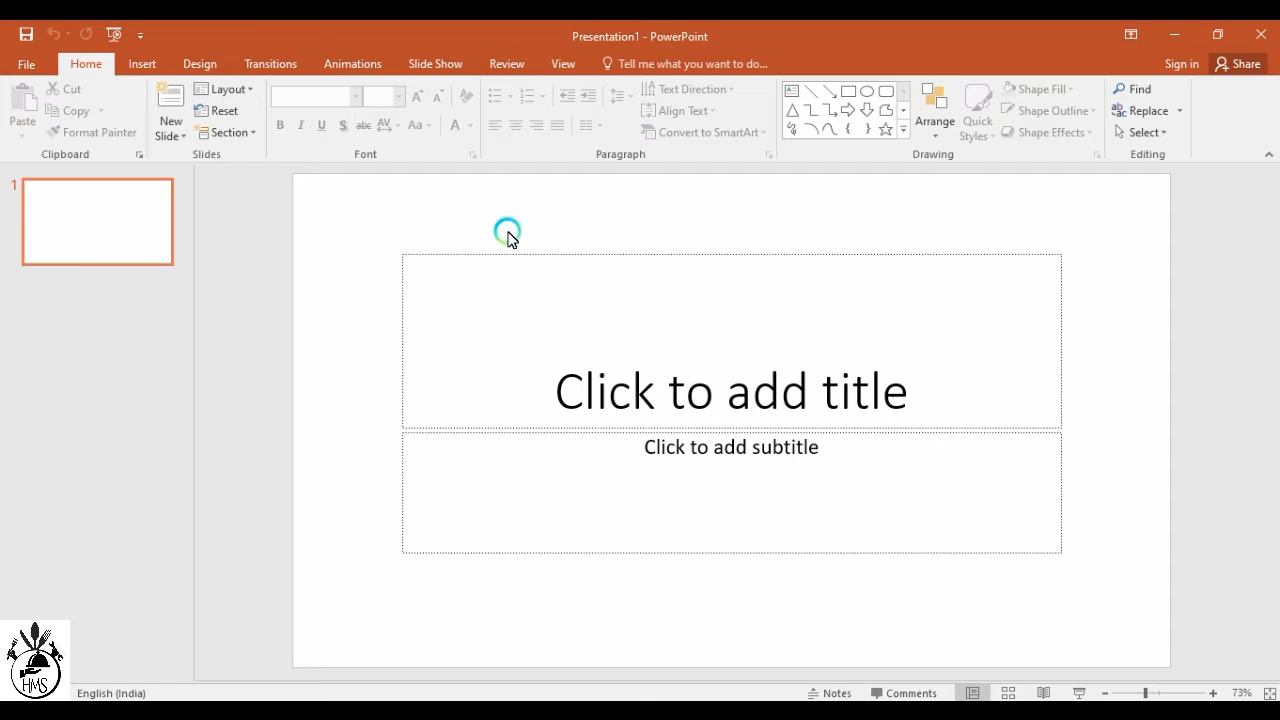 Presentation1 - PowerPoint
File Home Insert Design Transitions Animations Slide Show Review View Tell me what you want to do... Sign in Share
Paste
Cut
Copy
Format Painter
Clipboard
New
Slide
Layout
Reset
Section
Slides
B I U S abc AV Aa A
Font
Text Direction
Align Text
Convert to SmartArt
Paragraph
Arrange
Quick
Styles
Shape Fill
Shape Outline
Shape Effects
Drawing
Find
Replace
Select
Editing
1
Click to add title
Click to add subtitle
HMS
English (India) Notes Comments 73%